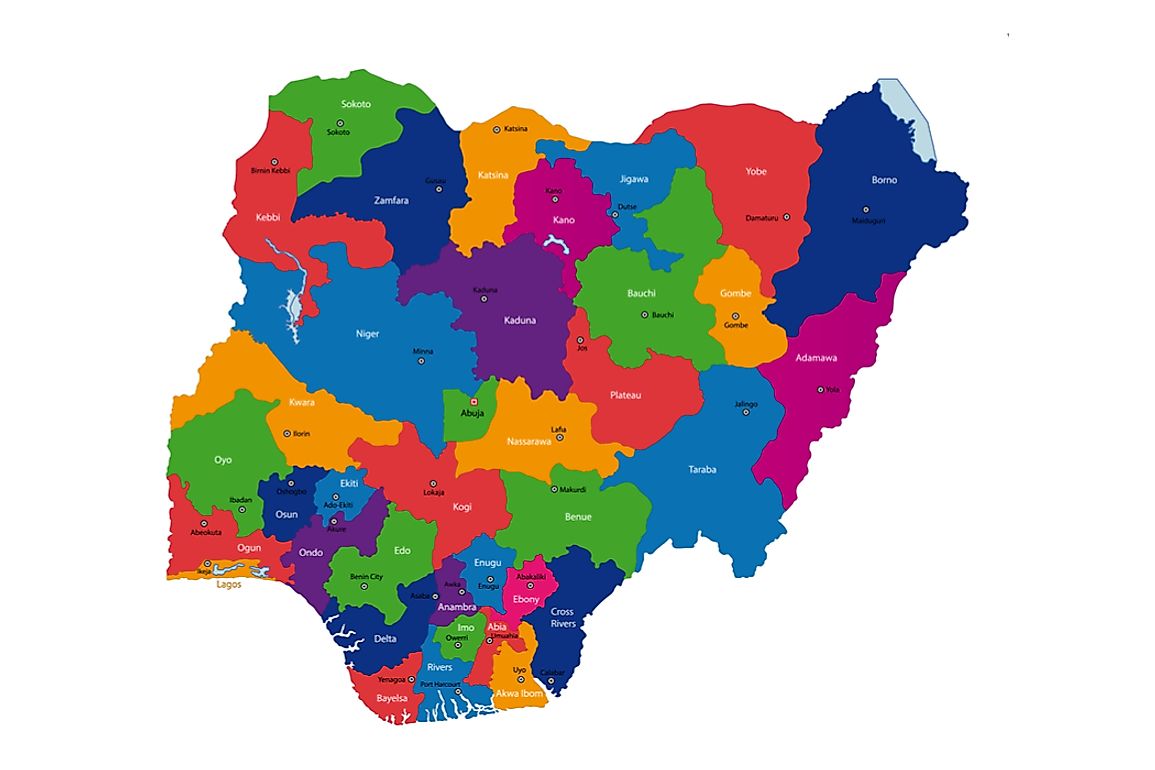 Sokoto
Sokoto
Katsina
Birnin Kebbi
Gusau
Katsina
Jigawa
Yobe
Borno
Kano
Zamfara
Kebbi
Kano
Dutse
Damaturu
Maiduguri
Kaduna
Bauchi
Gombe
Kaduna
Bauchi
Gombe
Niger
Minna
Jos
Adamawa
Plateau
Yola
Kwara
Abuja
Jalingo
Ilorin
Lafia
Nassarawa
Oyo
Taraba
Ekiti
Oshogbo
Lokaja
Makurdi
Ibadan
Ado-Ekiti
Kogi
Osun
Benue
Abeokuta
Akure
Ogun
Ondo
Edo
Enugu
Ikeja
Lagos
Benin City
Awka
Enugu
Abakaliki
Asaba
Anambra
Ebony
Cross
Rivers
Delta
Imo
Abia
Owerri
Umuahia
Rivers
Uyo
Calabar
Yenagoa
Port Harcourt
Bayelsa
Akwa Ibom